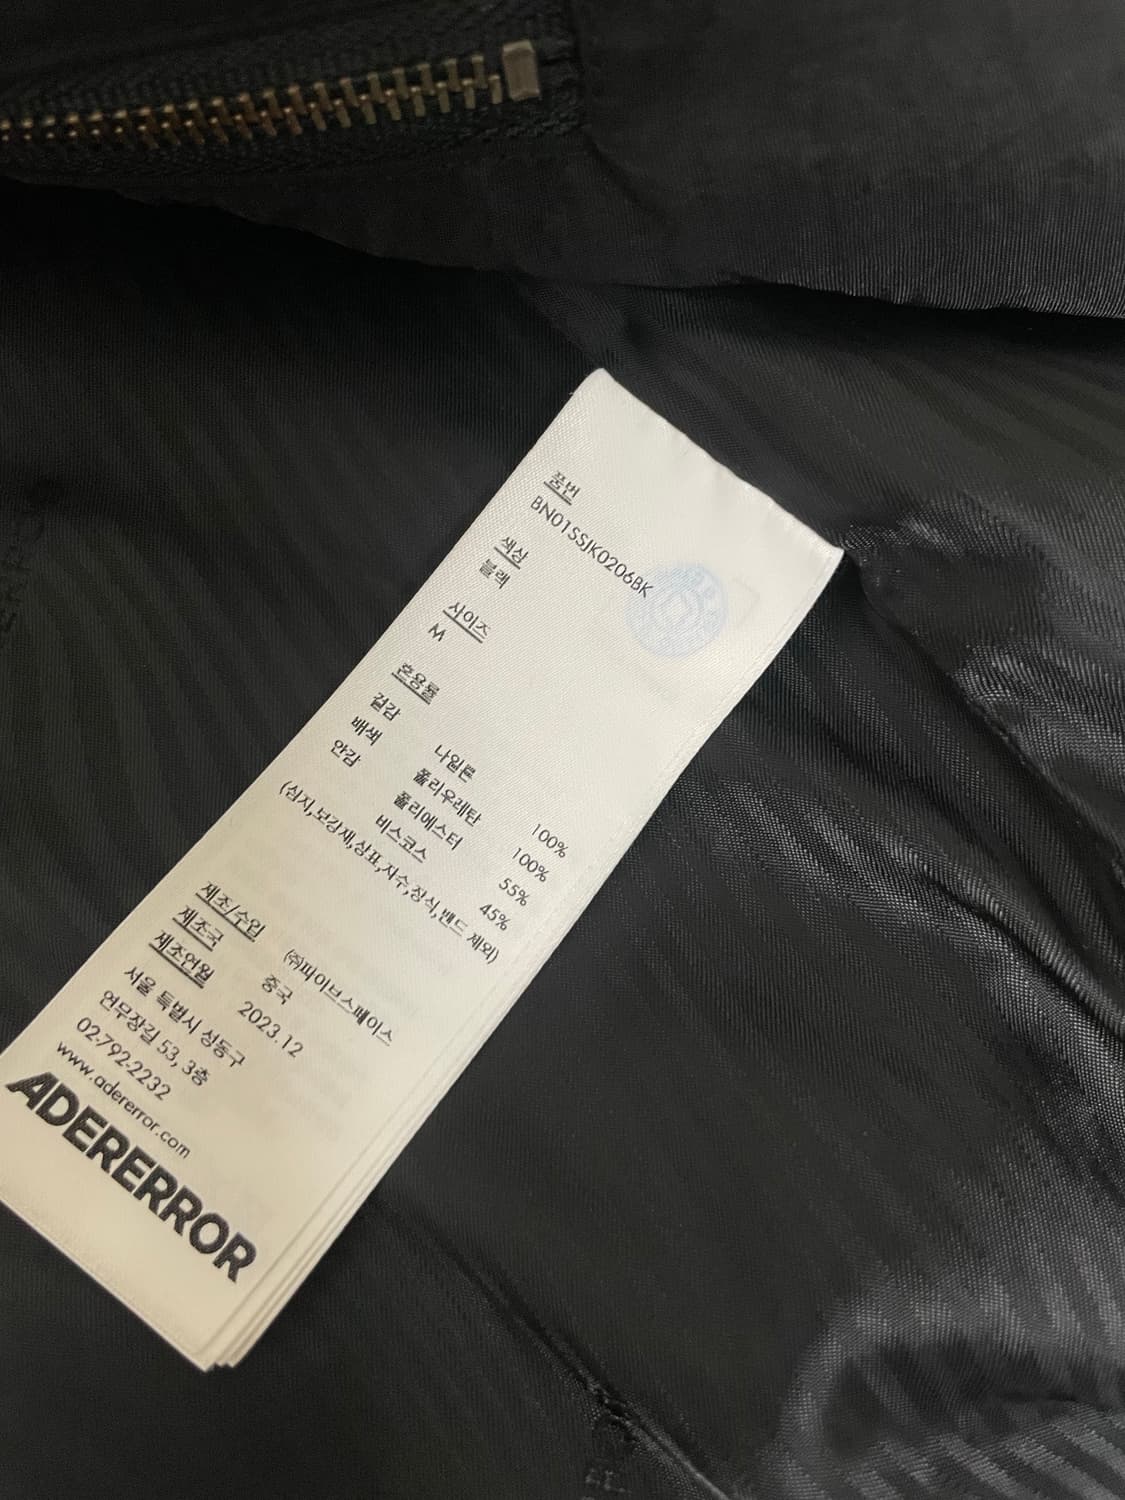 품번
BN01SSJK0206BK
색상
블랙
사이즈
M
혼용률
겉감 나일론 100%
배색 폴리우레탄 100%
안감 폴리에스터 55%
비스코스 45%
(심지,보강재,상표,자수,장식,밴드 제외)
제조/수입 ㈜파이브스페이스
제조국 중국
제조연월 2023.12
서울 특별시 성동구
연무장길 53, 3층
02-792-2232
www.adererror.com
ADERERROR